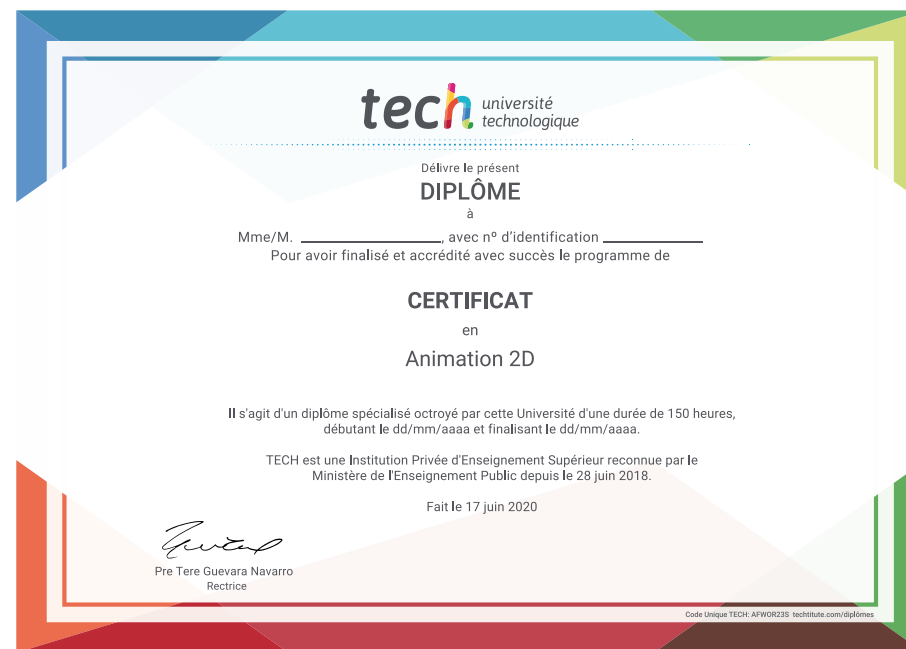 tech université
technologique
Délivre le présent
DIPLÔME
à
Mme/M. ____________________, avec nº d'identification ______________
Pour avoir finalisé et accrédité avec succès le programme de
CERTIFICAT
en
Animation 2D
Il s'agit d'un diplôme spécialisé octroyé par cette Université d'une durée de 150 heures,
débutant le dd/mm/aaaa et finalisant le dd/mm/aaaa.
TECH est une Institution Privée d'Enseignement Supérieur reconnue par le
Ministère de l'Enseignement Public depuis le 28 juin 2018.
Fait le 17 juin 2020
Pre Tere Guevara Navarro
Rectrice
Code Unique TECH: AFWOR23S techtitute.com/diplômes